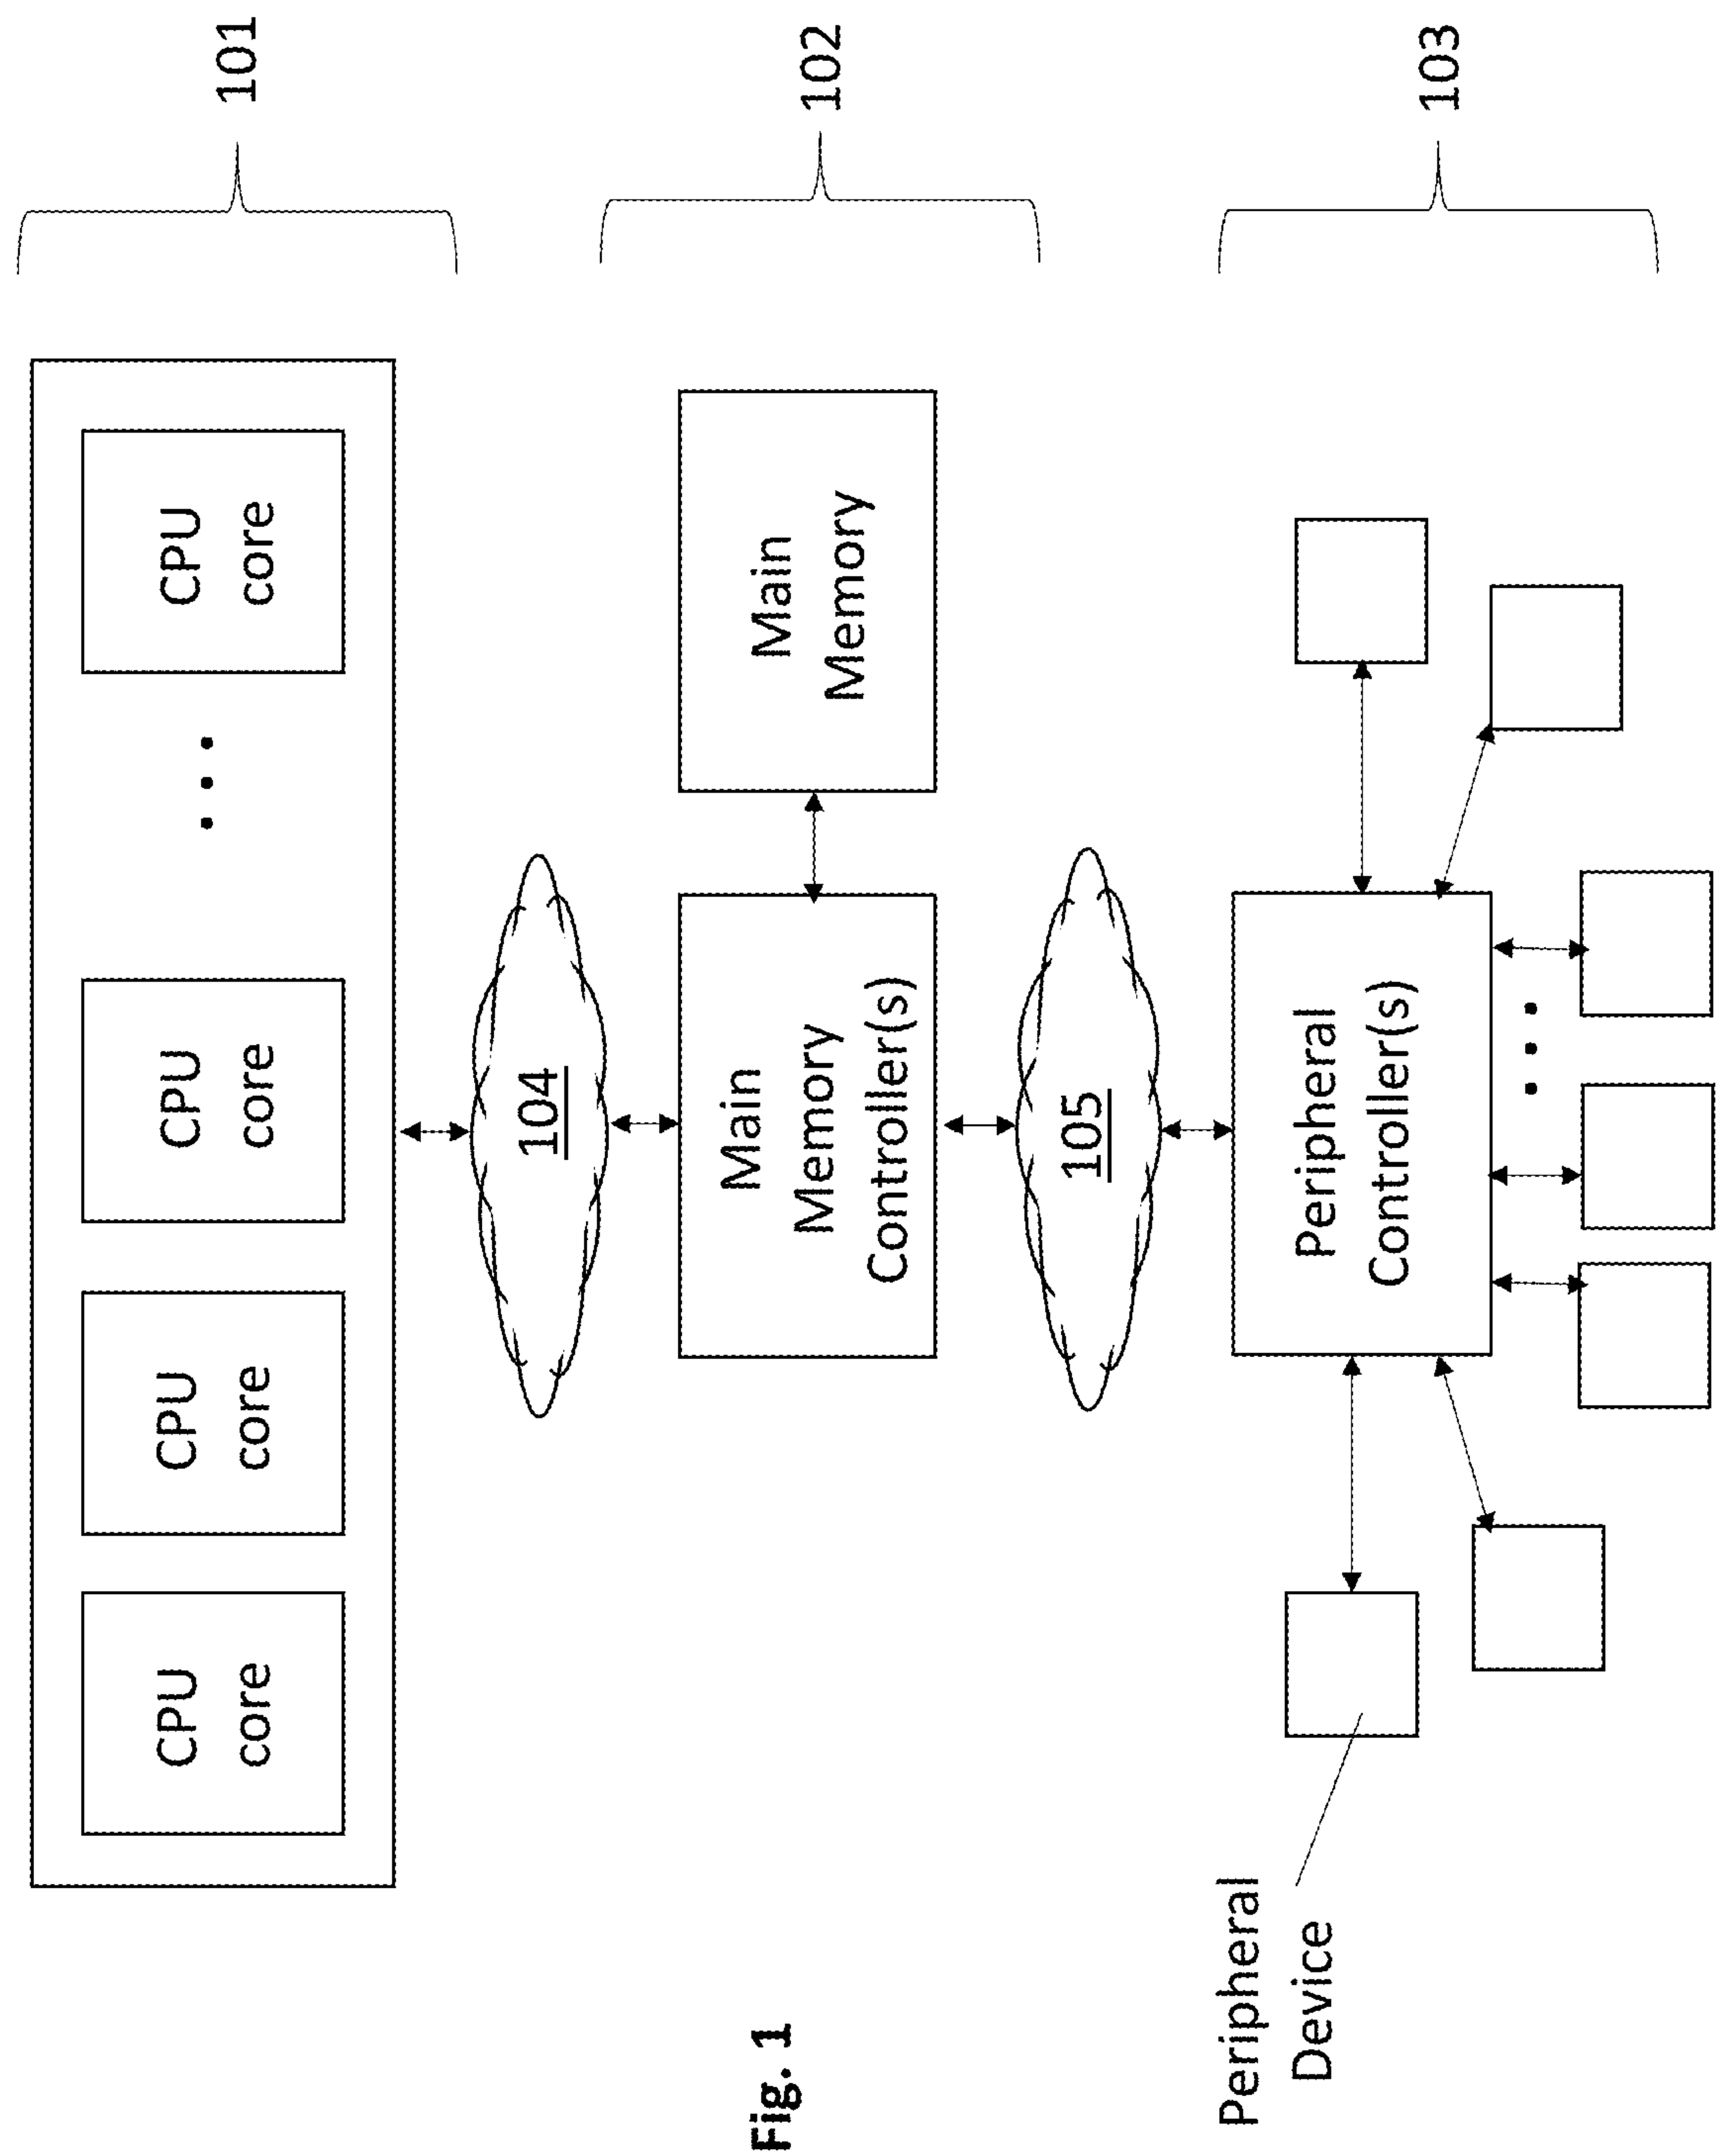 CPU
core
CPU
core
CPU
core
. . .
CPU
core
101
104
Main
Memory
Controller(s)
Main
Memory
102
105
Peripheral
Device
Peripheral
Controller(s)
. . .
103
Fig. 1